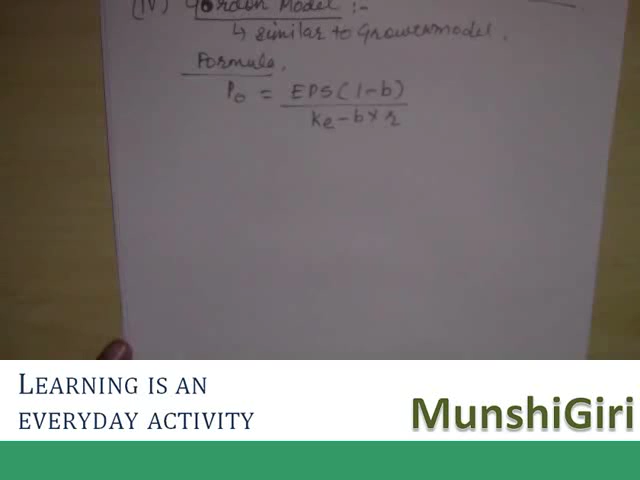 (IV) Gordon Model :-
↳ similar to Growth model.
Formula,
P₀ = EPS(1-b)
Ke - b × r
LEARNING IS AN
EVERYDAY ACTIVITY
MunshiGiri